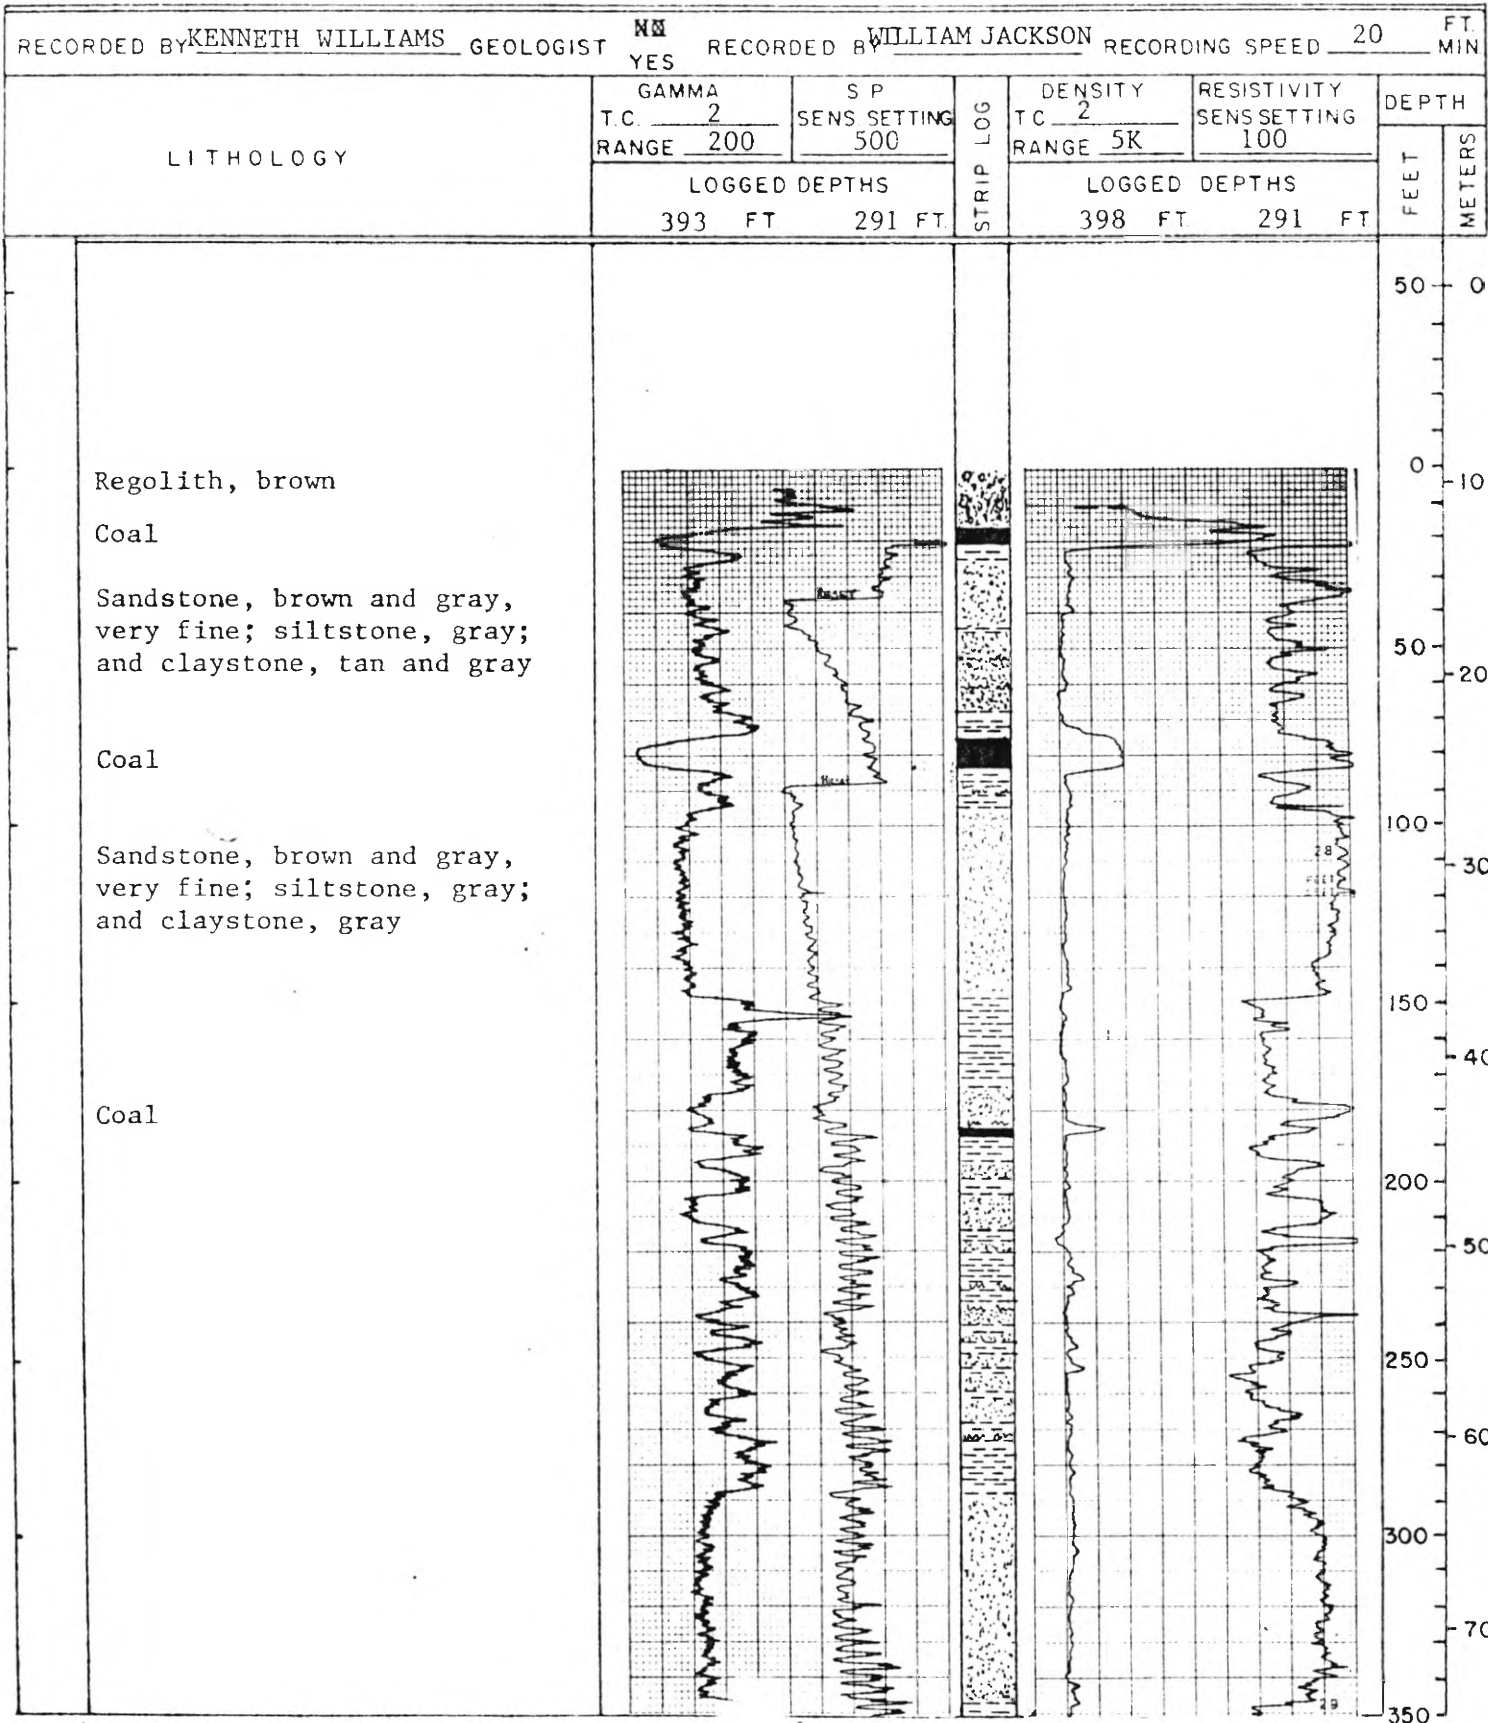 RECORDED BY KENNETH WILLIAMS GEOLOGIST NO YES RECORDED BY WILLIAM JACKSON RECORDING SPEED 20 FT. MIN
LITHOLOGY
GAMMA
T.C. 2
RANGE 200
S P
SENS. SETTING
500
LOGGED DEPTHS
393 FT 291 FT.
STRIP LOG
DENSITY
T C 2
RANGE 5K
RESISTIVITY
SENS SETTING
100
LOGGED DEPTHS
398 FT 291 FT
DEPTH
FEET
METERS
50 0
Regolith, brown
0
10
Coal
Sandstone, brown and gray,
very fine; siltstone, gray;
and claystone, tan and gray
50
20
Coal
100
Sandstone, brown and gray,
very fine; siltstone, gray;
and claystone, gray
28
30
150
40
Coal
200
50
250
60
300
70
29
350